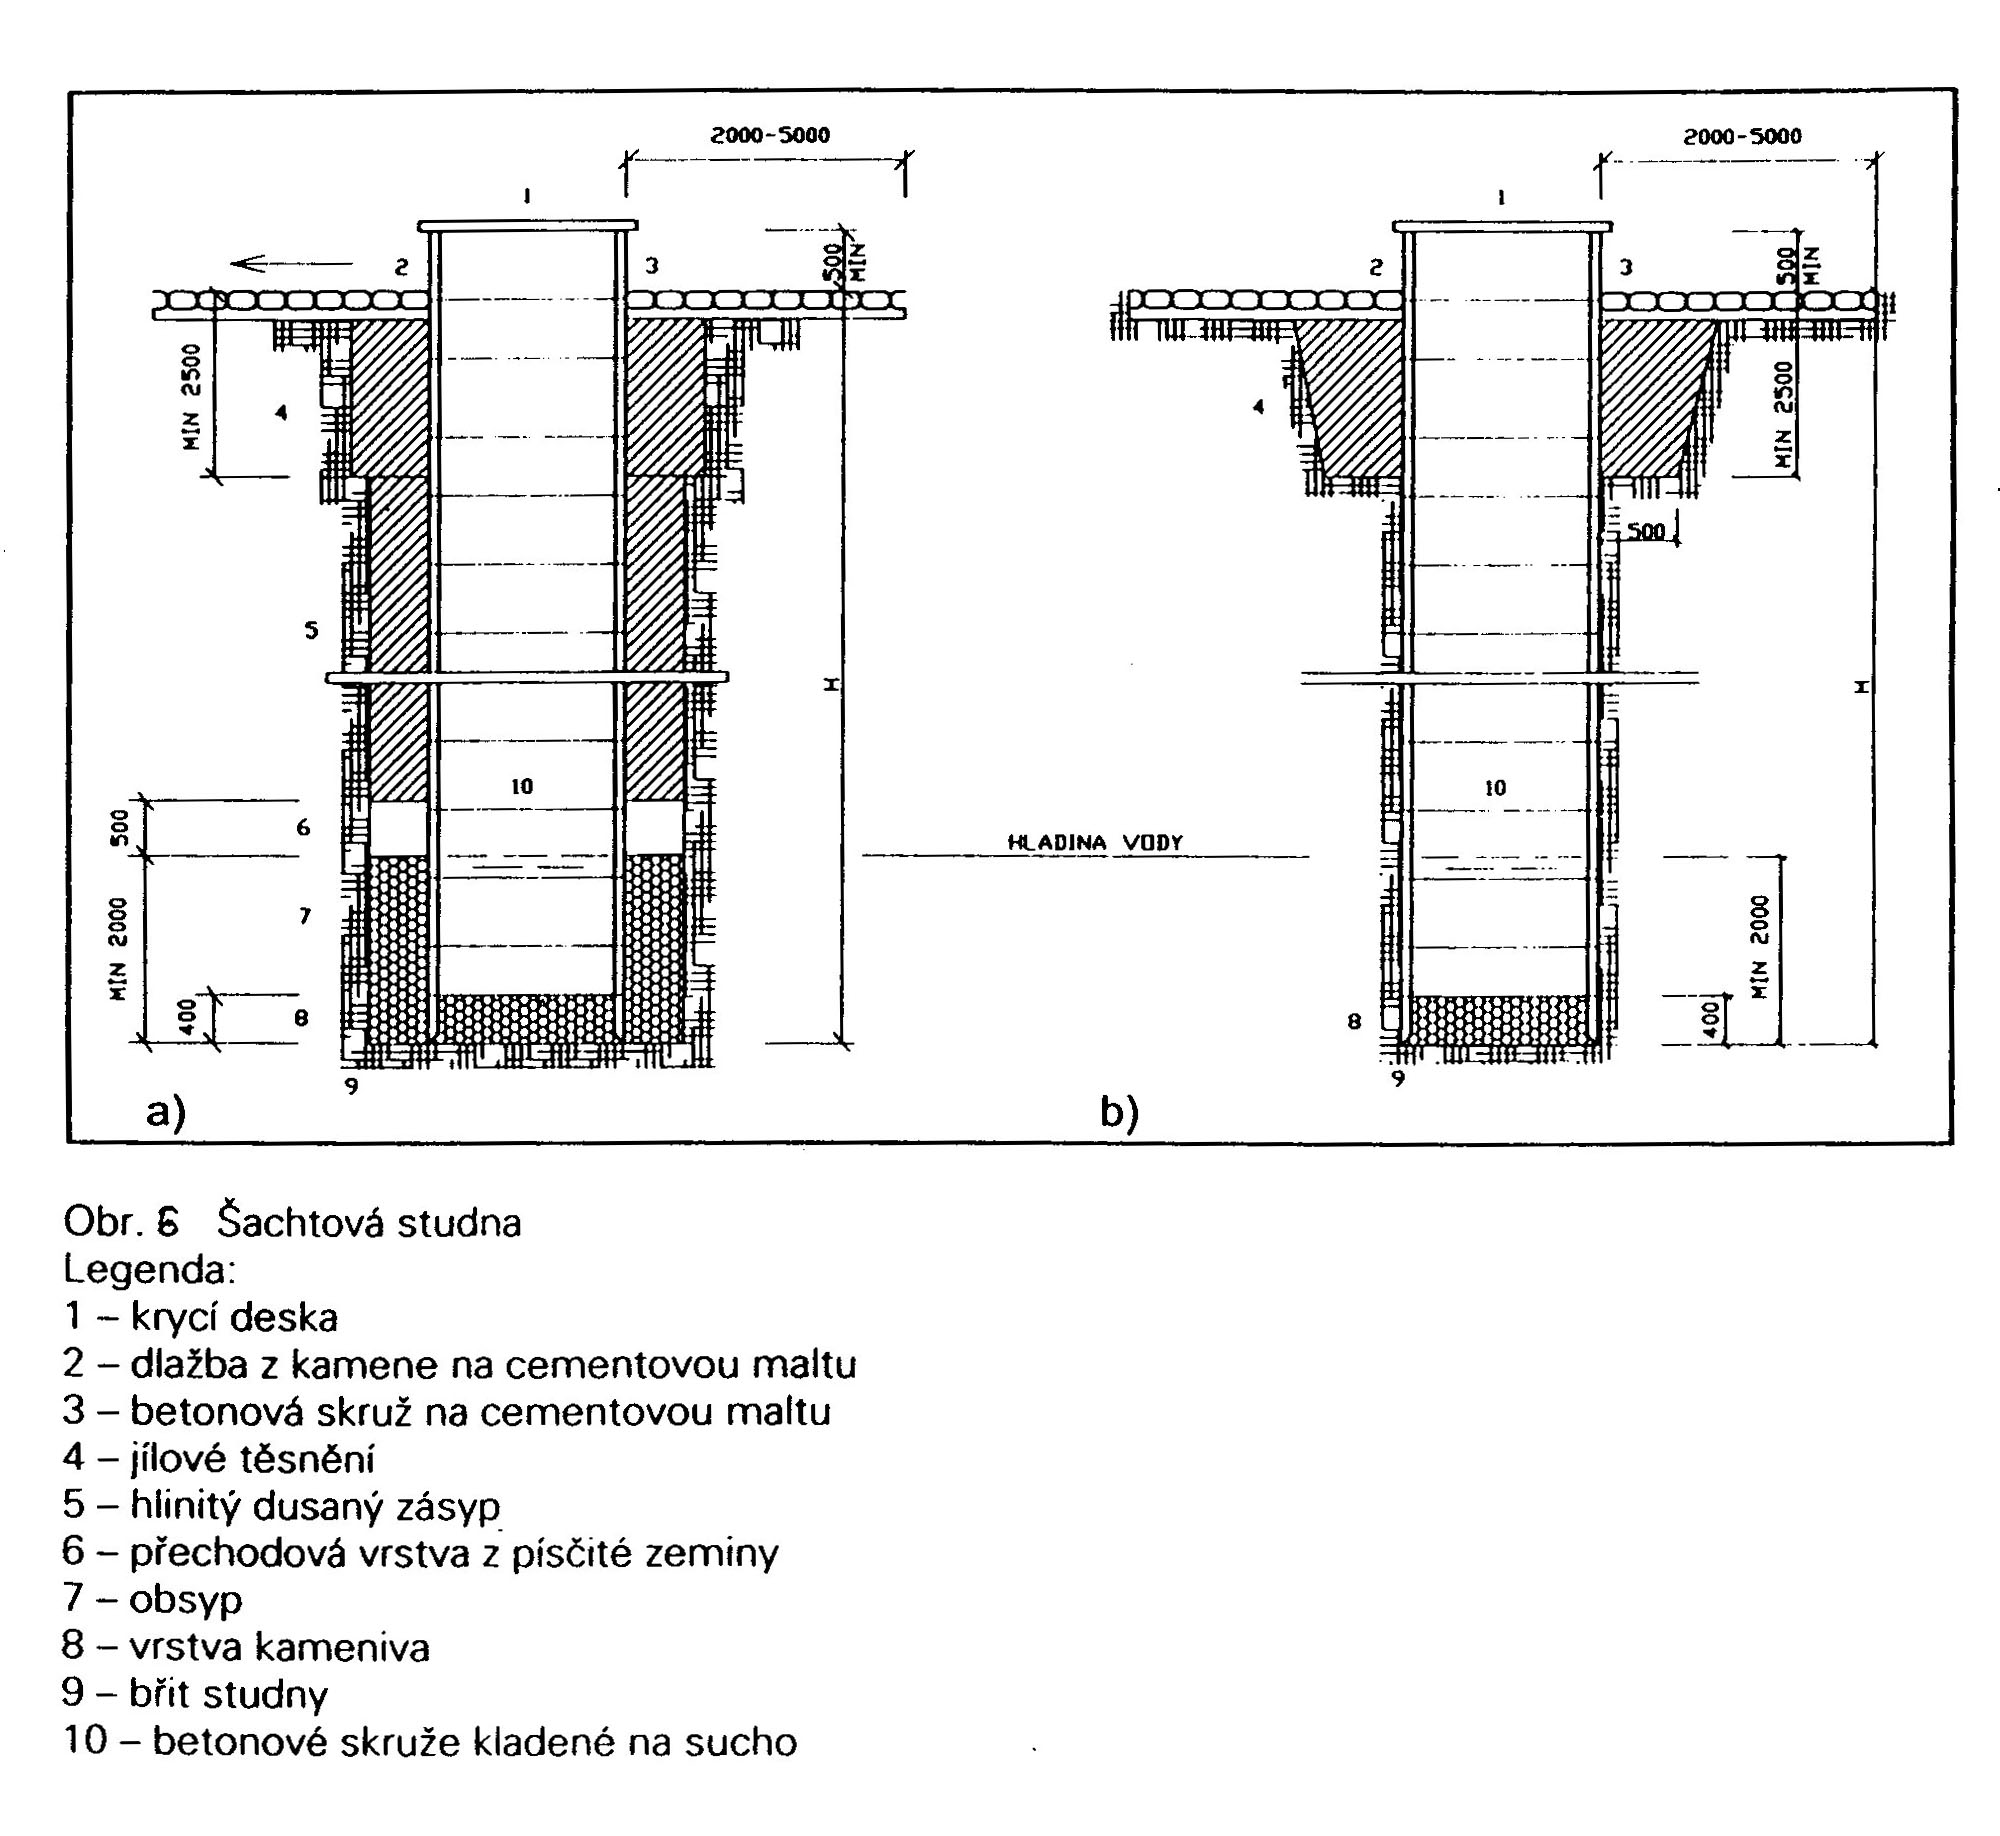 2000-5000
2000-5000
1
1
2
3
500
MIN
2
3
500
MIN
MIN 2500
4
4
MIN 2500
500
5
H
H
10
10
500
6
HLADINA VODY
MIN 2000
7
MIN 2000
400
8
8
400
9
9
a)
b)
Obr. 6 Šachtová studna
Legenda:
1 – krycí deska
2 – dlažba z kamene na cementovou maltu
3 – betonová skruž na cementovou maltu
4 – jílové těsnění
5 – hlinitý dusaný zásyp
6 – přechodová vrstva z písčité zeminy
7 – obsyp
8 – vrstva kameniva
9 – břit studny
10 – betonové skruže kladené na sucho